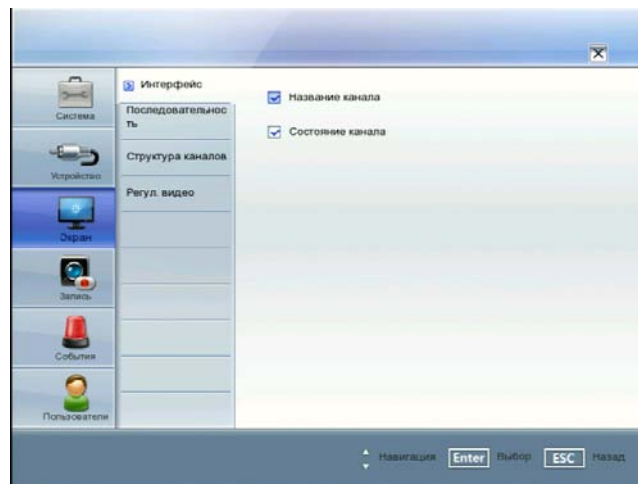 Система
Устройство
Экран
Запись
События
Пользователи
Интерфейс
Последовательнос
ть
Структура каналов
Регул. видео
Название канала
Состояние канала
Навигация Enter Выбор ESC Назад